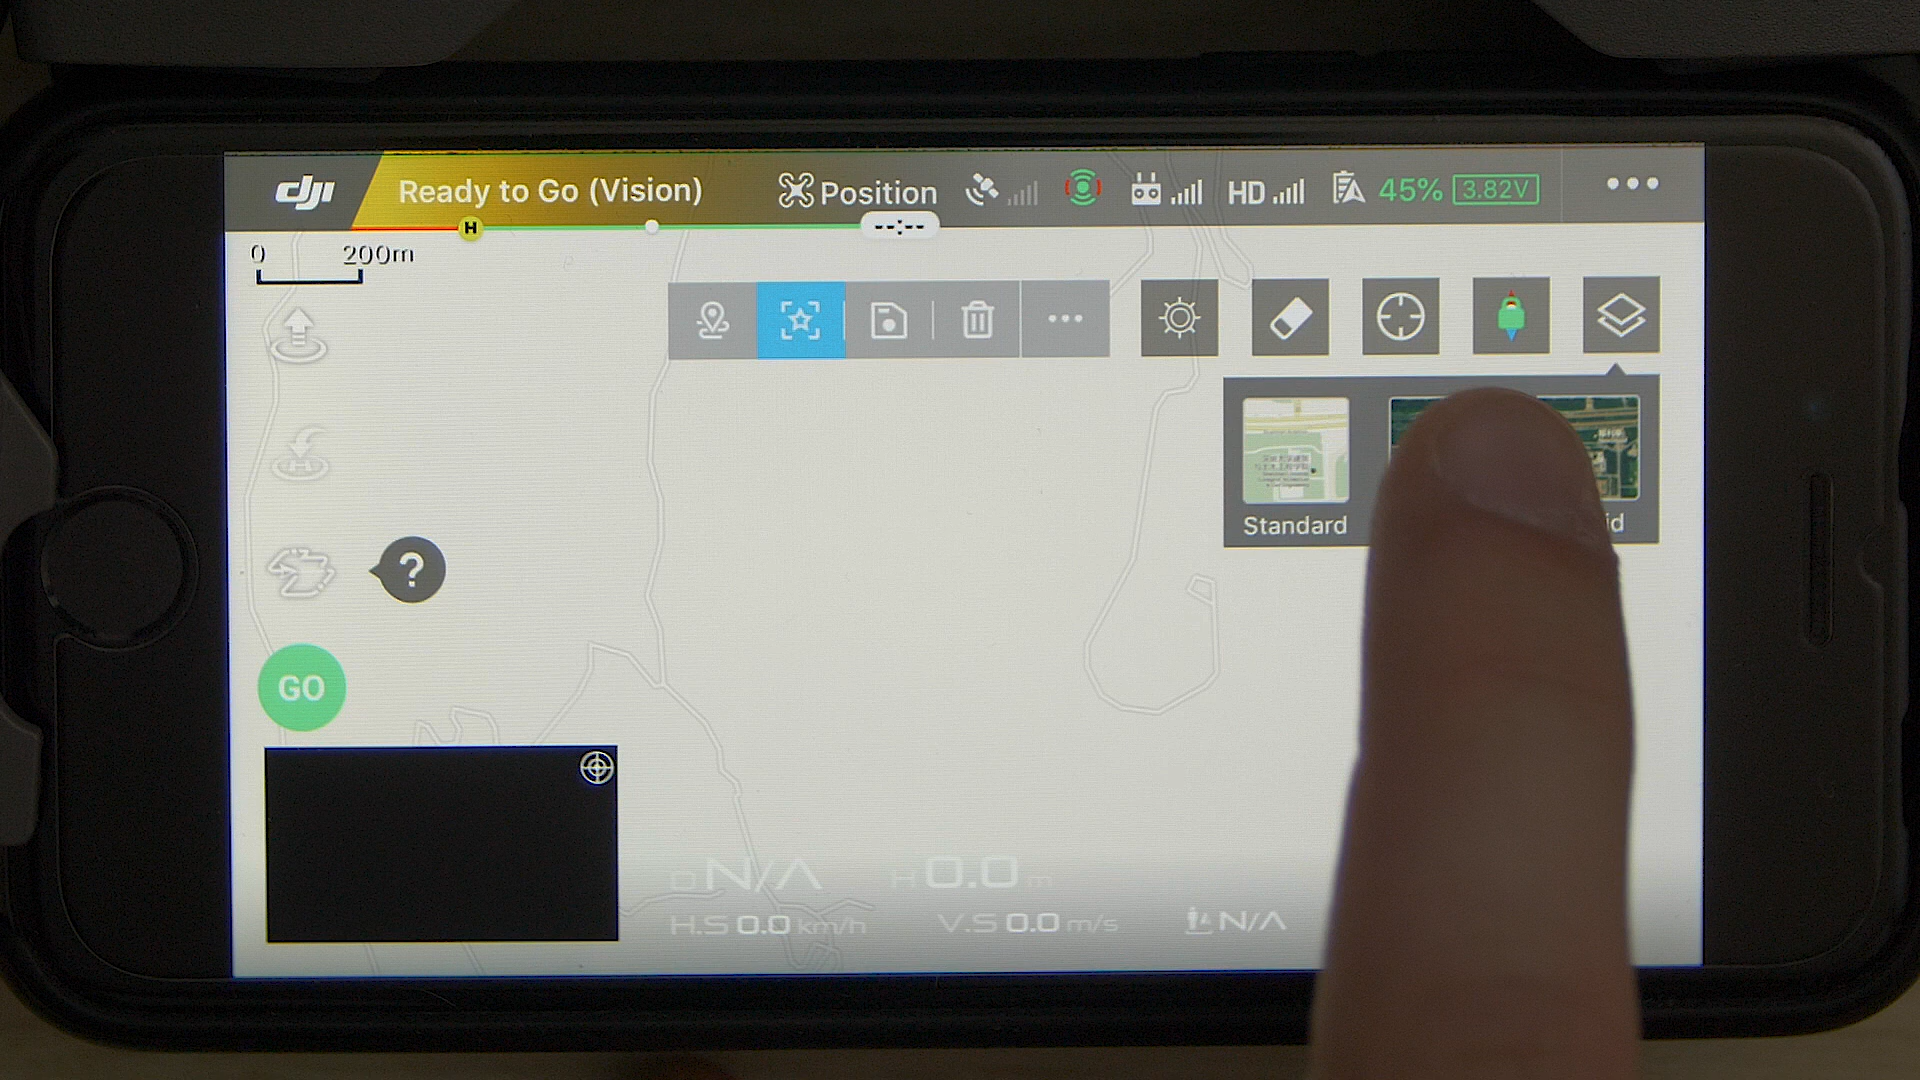 dji Ready to Go (Vision) Position HD 45% 3.82V
H --:--
0 200m
Standard
?
GO
D N/A H 0.0 m
H.S 0.0 km/h V.S 0.0 m/s N/A